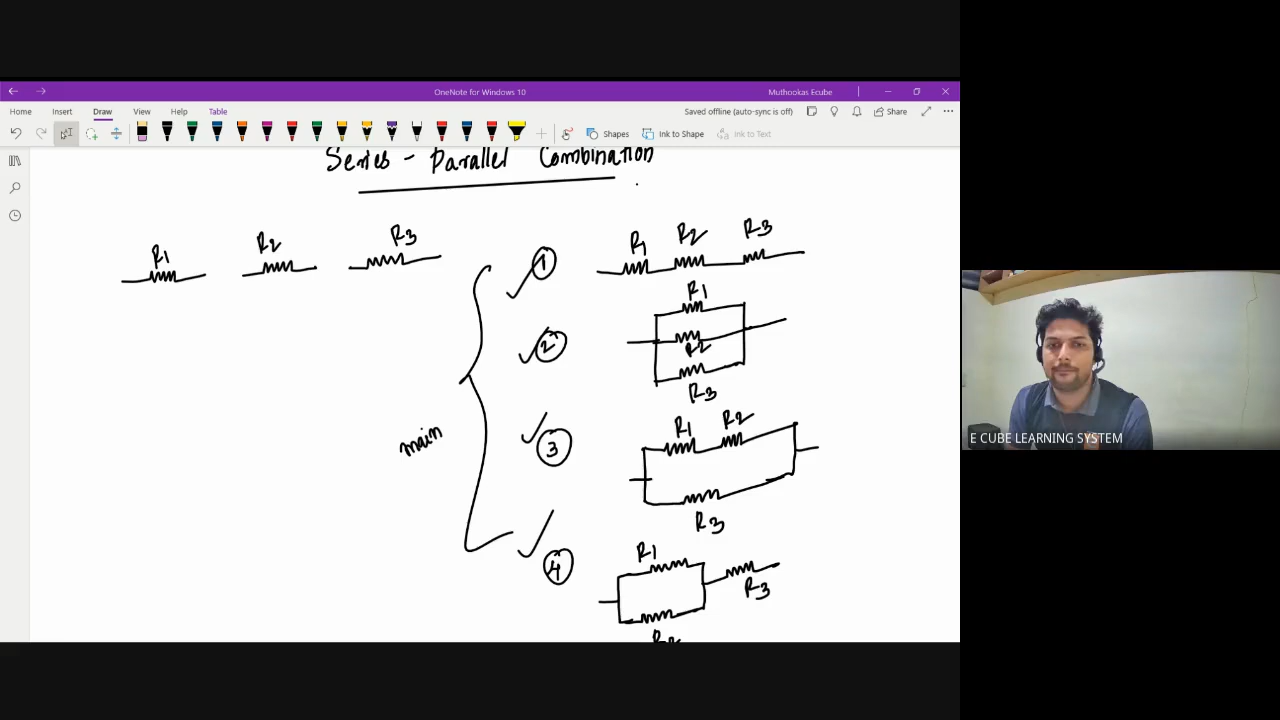 OneNote for Windows 10
Muthookas Ecube
Home Insert Draw View Help Table
Saved offline (auto-sync is off)
Share
Shapes
Ink to Shape
Ink to Text
Series - Parallel Combination
R1 R2 R3
1
R1 R2 R3
2
R1
R2
R3
main
3
R1 R2
R3
4
R1
R3
R2
E CUBE LEARNING SYSTEM